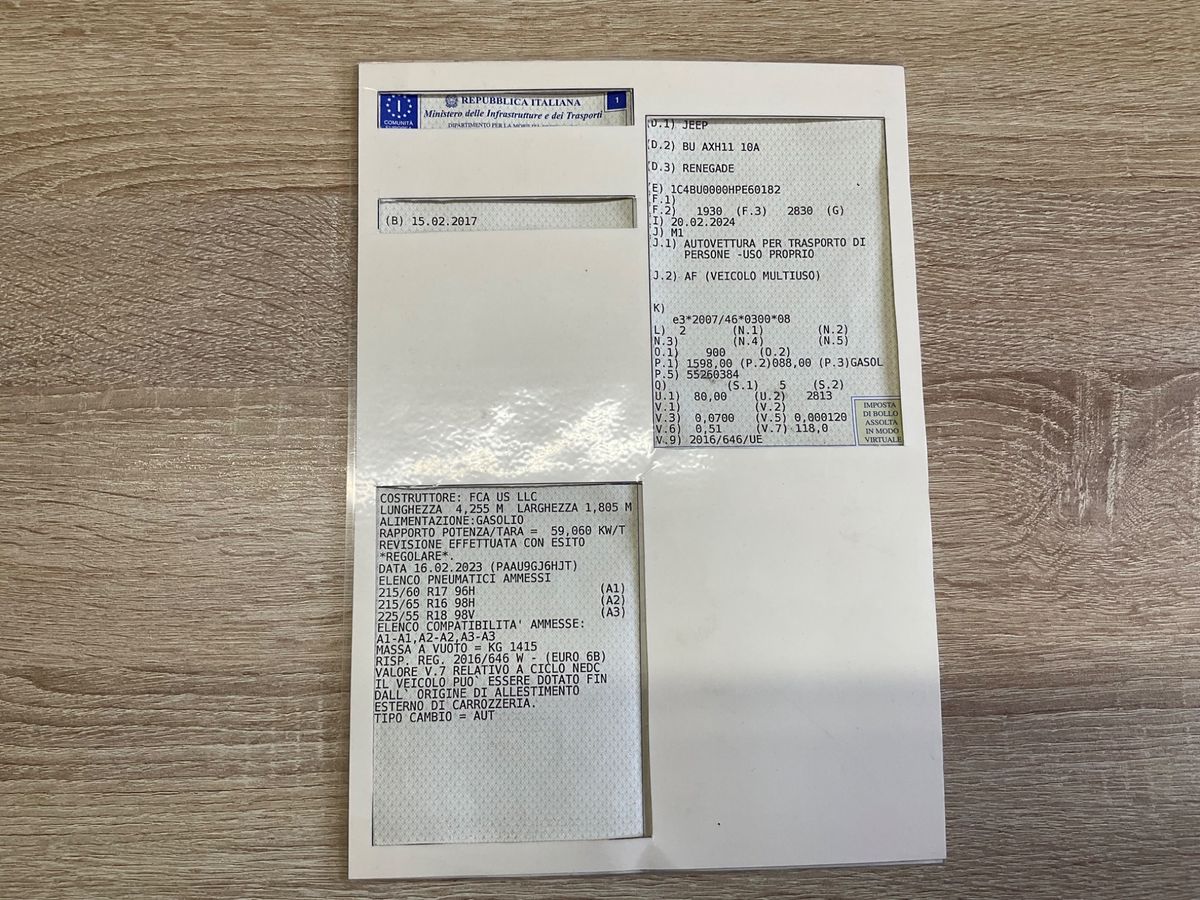 I
COMUNITÀ
REPUBBLICA ITALIANA
1
Ministero delle Infrastrutture e dei Trasporti
DIPARTIMENTO PER LA
(B) 15.02.2017
(D.1) JEEP
(D.2) BU AXH11 10A
(D.3) RENEGADE
(E) 1C4BU0000HPE60182
(F.1)
(F.2) 1930 (F.3) 2830 (G)
(I) 20.02.2024
(J) M1
(J.1) AUTOVETTURA PER TRASPORTO DI
PERSONE -USO PROPRIO
J.2) AF (VEICOLO MULTIUSO)
K)
e3*2007/46*0300*08
L) 2 (N.1) (N.2)
N.3) (N.4) (N.5)
O.1) 900 (O.2)
P.1) 1598,00 (P.2)088,00 (P.3)GASOL
P.5) 55260384
Q) (S.1) 5 (S.2)
U.1) 80,00 (U.2) 2813
V.1) (V.2)
V.3) 0,0700 (V.5) 0,000120
V.6) 0,51 (V.7) 118,0
V.9) 2016/646/UE
IMPOSTA
DI BOLLO
ASSOLTA
IN MODO
VIRTUALE
COSTRUTTORE: FCA US LLC
LUNGHEZZA 4,255 M LARGHEZZA 1,805 M
ALIMENTAZIONE:GASOLIO
RAPPORTO POTENZA/TARA = 59,060 KW/T
REVISIONE EFFETTUATA CON ESITO
*REGOLARE*.
DATA 16.02.2023 (PAAU9GJ6HJT)
ELENCO PNEUMATICI AMMESSI
215/60 R17 96H (A1)
215/65 R16 98H (A2)
225/55 R18 98V (A3)
ELENCO COMPATIBILITA' AMMESSE:
A1-A1,A2-A2,A3-A3
MASSA A VUOTO = KG 1415
RISP. REG. 2016/646 W - (EURO 6B)
VALORE V.7 RELATIVO A CICLO NEDC
IL VEICOLO PUO` ESSERE DOTATO FIN
DALL` ORIGINE DI ALLESTIMENTO
ESTERNO DI CARROZZERIA.
TIPO CAMBIO = AUT